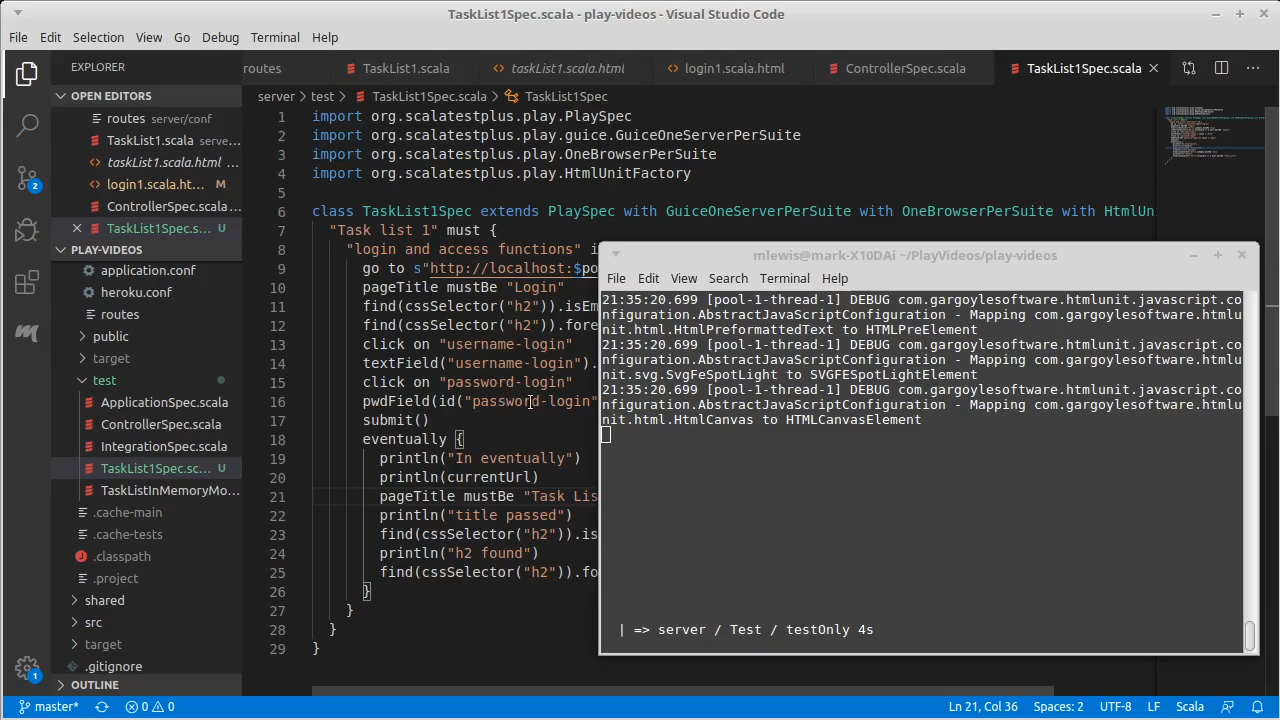 TaskList1Spec.scala - play-videos - Visual Studio Code
File Edit Selection View Go Debug Terminal Help
EXPLORER
routes
TaskList1.scala
taskList1.scala.html
login1.scala.html
ControllerSpec.scala
TaskList1Spec.scala
OPEN EDITORS
server › test › TaskList1Spec.scala › TaskList1Spec
routes server/conf
TaskList1.scala serve...
taskList1.scala.html ...
login1.scala.ht... M
ControllerSpec.scala...
TaskList1Spec.s... U
PLAY-VIDEOS
application.conf
heroku.conf
routes
public
target
test
ApplicationSpec.scala
ControllerSpec.scala
IntegrationSpec.scala
TaskList1Spec.sc... U
TaskListInMemoryMo...
.cache-main
.cache-tests
.classpath
.project
shared
src
target
.gitignore
OUTLINE
1 import org.scalatestplus.play.PlaySpec
2 import org.scalatestplus.play.guice.GuiceOneServerPerSuite
3 import org.scalatestplus.play.OneBrowserPerSuite
4 import org.scalatestplus.play.HtmlUnitFactory
5
6 class TaskList1Spec extends PlaySpec with GuiceOneServerPerSuite with OneBrowserPerSuite with HtmlUn
7 "Task list 1" must {
8 "login and access functions" i
9 go to s"http://localhost:$po
10 pageTitle mustBe "Login"
11 find(cssSelector("h2")).isEm
12 find(cssSelector("h2")).fore
13 click on "username-login"
14 textField("username-login").
15 click on "password-login"
16 pwdField(id("password-login"
17 submit()
18 eventually {
19 println("In eventually")
20 println(currentUrl)
21 pageTitle mustBe "Task Lis
22 println("title passed")
23 find(cssSelector("h2")).is
24 println("h2 found")
25 find(cssSelector("h2")).fo
26 }
27 }
28 }
29 }
mlewis@mark-X10DAi ~/PlayVideos/play-videos
File Edit View Search Terminal Help
21:35:20.699 [pool-1-thread-1] DEBUG com.gargoylesoftware.htmlunit.javascript.co
nfiguration.AbstractJavaScriptConfiguration - Mapping com.gargoylesoftware.htmlu
nit.html.HtmlPreformattedText to HTMLPreElement
21:35:20.699 [pool-1-thread-1] DEBUG com.gargoylesoftware.htmlunit.javascript.co
nfiguration.AbstractJavaScriptConfiguration - Mapping com.gargoylesoftware.htmlu
nit.svg.SvgFeSpotLight to SVGFESpotLightElement
21:35:20.699 [pool-1-thread-1] DEBUG com.gargoylesoftware.htmlunit.javascript.co
nfiguration.AbstractJavaScriptConfiguration - Mapping com.gargoylesoftware.htmlu
nit.html.HtmlCanvas to HTMLCanvasElement
| => server / Test / testOnly 4s
2
1
master* 0 0 Ln 21, Col 36 Spaces: 2 UTF-8 LF Scala